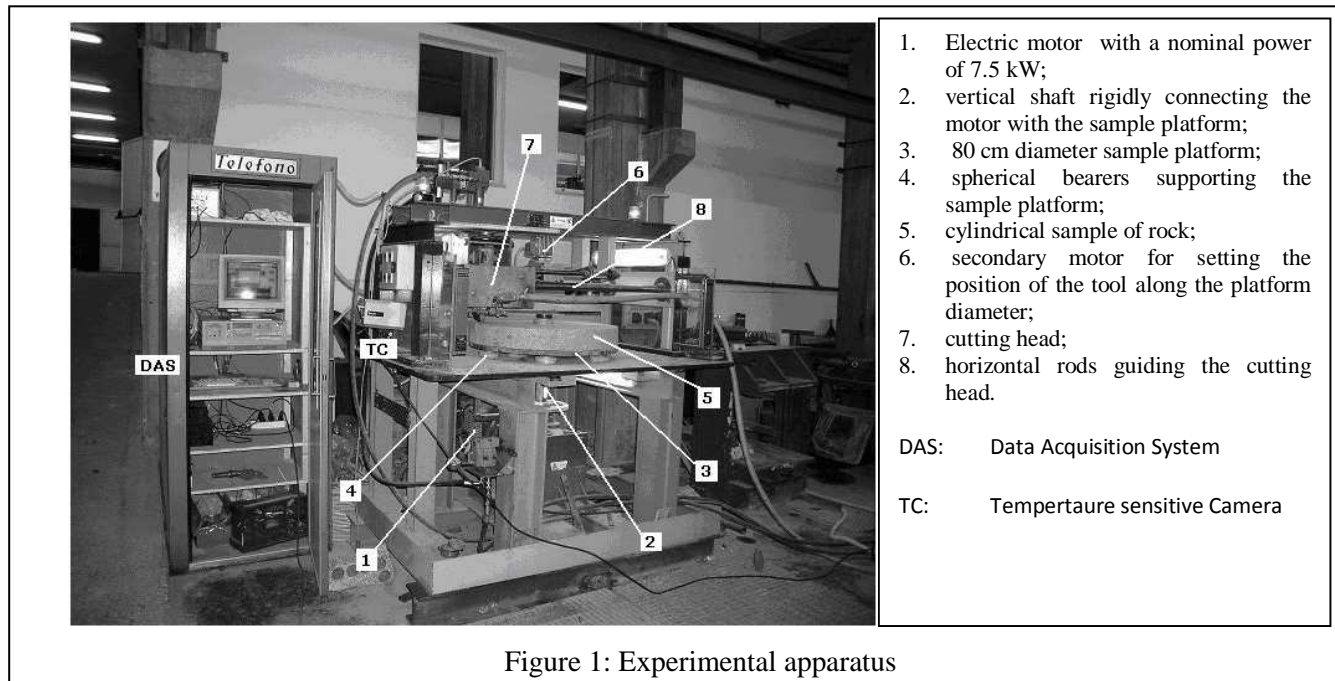 Telefono
7
6
8
TC
DAS
5
4
3
2
1
1. Electric motor with a nominal power
of 7.5 kW;
2. vertical shaft rigidly connecting the
motor with the sample platform;
3. 80 cm diameter sample platform;
4. spherical bearers supporting the
sample platform;
5. cylindrical sample of rock;
6. secondary motor for setting the
position of the tool along the platform
diameter;
7. cutting head;
8. horizontal rods guiding the cutting
head.
DAS: Data Acquisition System
TC: Tempertaure sensitive Camera
Figure 1: Experimental apparatus